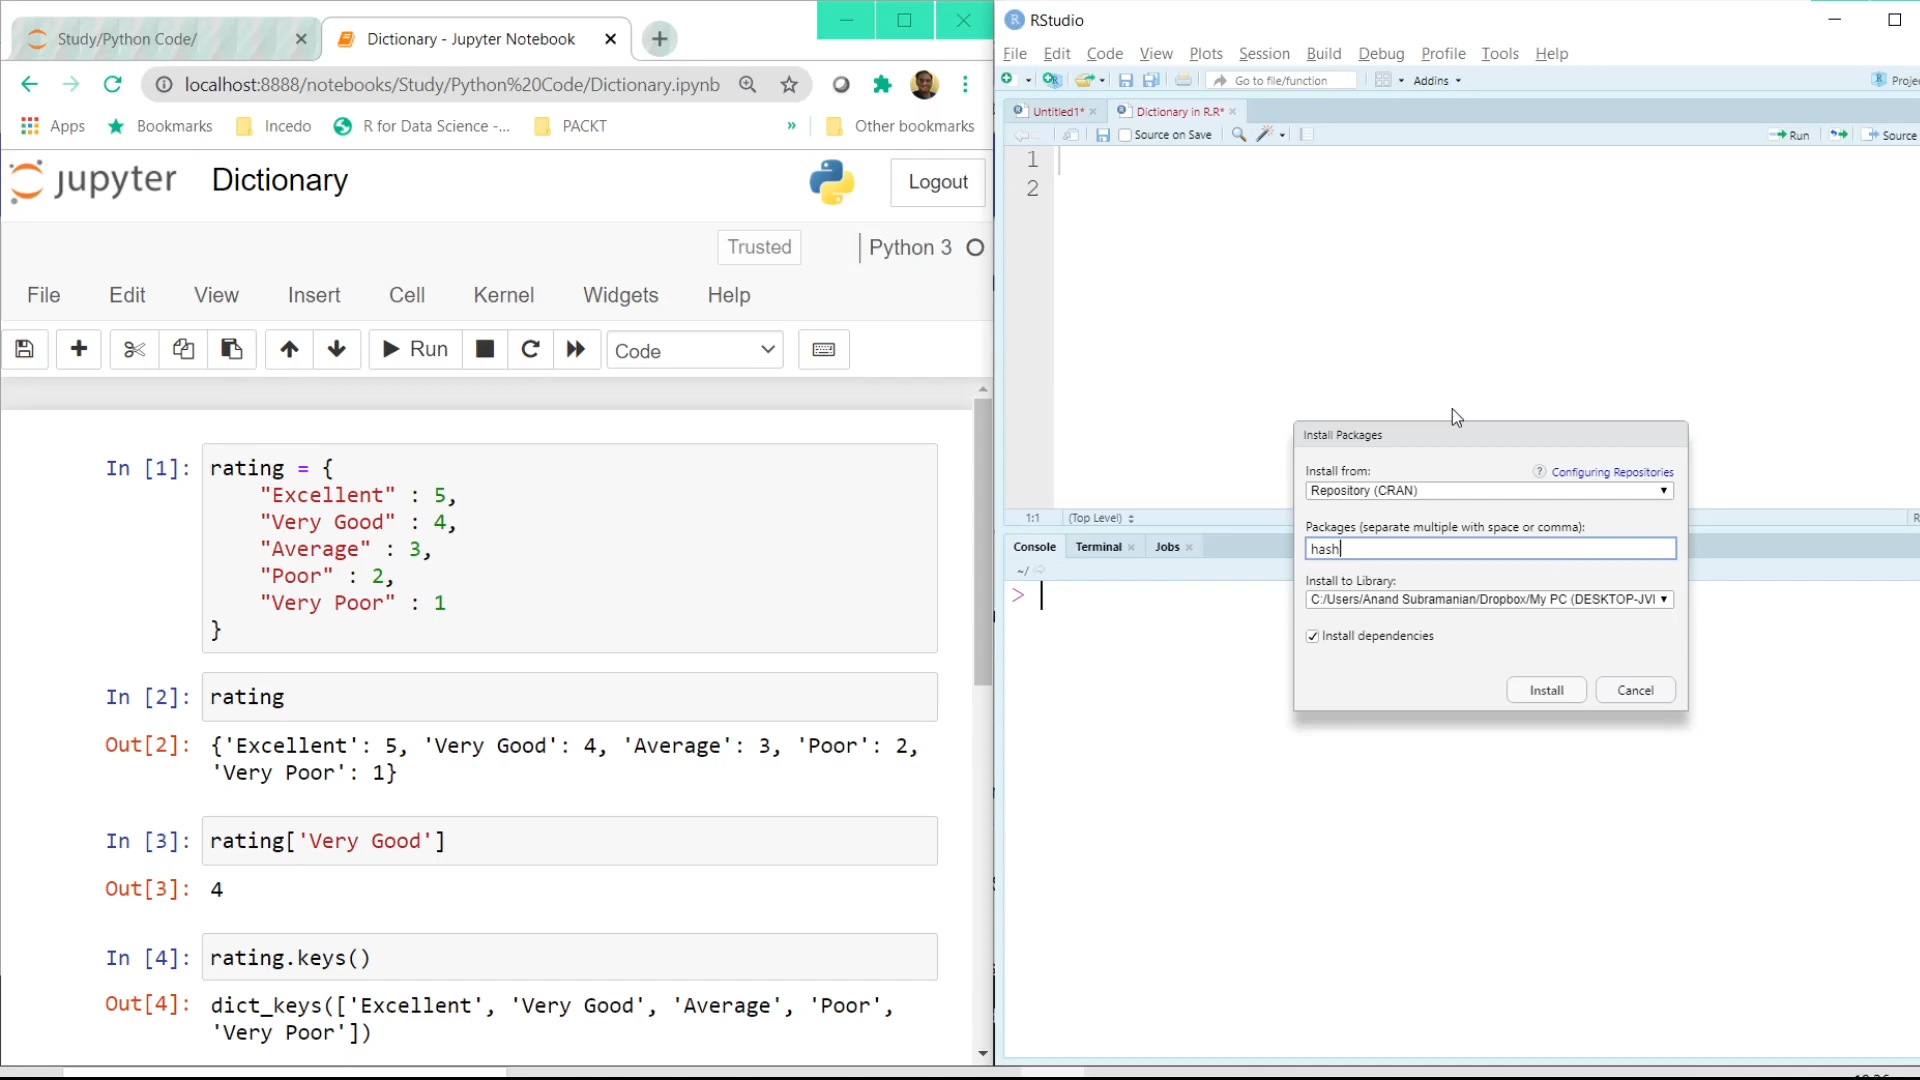 Study/Python Code/
Dictionary - Jupyter Notebook
localhost:8888/notebooks/Study/Python%20Code/Dictionary.ipynb
Apps Bookmarks Incedo R for Data Science -... PACKT » Other bookmarks
jupyter Dictionary Logout
Trusted Python 3
File Edit View Insert Cell Kernel Widgets Help
Run Code
In [1]: rating = {
"Excellent" : 5,
"Very Good" : 4,
"Average" : 3,
"Poor" : 2,
"Very Poor" : 1
}
In [2]: rating
Out[2]: {'Excellent': 5, 'Very Good': 4, 'Average': 3, 'Poor': 2,
'Very Poor': 1}
In [3]: rating['Very Good']
Out[3]: 4
In [4]: rating.keys()
Out[4]: dict_keys(['Excellent', 'Very Good', 'Average', 'Poor',
'Very Poor'])
RStudio
File Edit Code View Plots Session Build Debug Profile Tools Help
Go to file/function Addins Proje
Untitled1* Dictionary in R.R*
Source on Save Run Source
1
2
1:1 (Top Level) R
Console Terminal Jobs
~/
>
Install Packages
Install from: ? Configuring Repositories
Repository (CRAN)
Packages (separate multiple with space or comma):
hash
Install to Library:
C:/Users/Anand Subramanian/Dropbox/My PC (DESKTOP-JVI
Install dependencies
Install Cancel